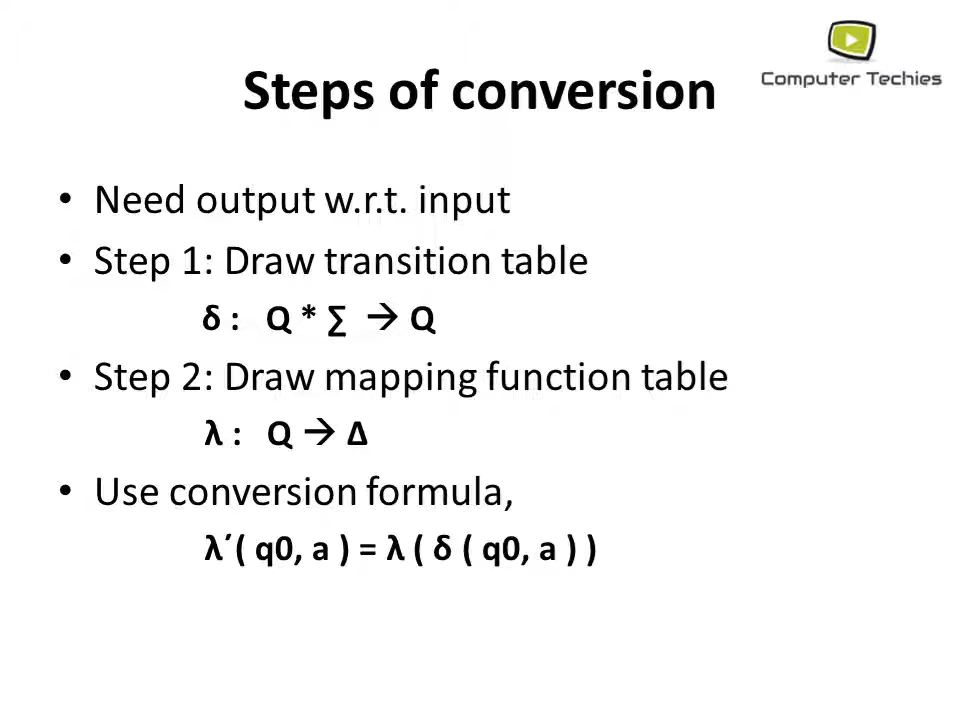 Computer Techies
Steps of conversion
• Need output w.r.t. input
• Step 1: Draw transition table
δ : Q * ∑ → Q
• Step 2: Draw mapping function table
λ : Q → Δ
• Use conversion formula,
λ΄( q0, a ) = λ ( δ ( q0, a ) )